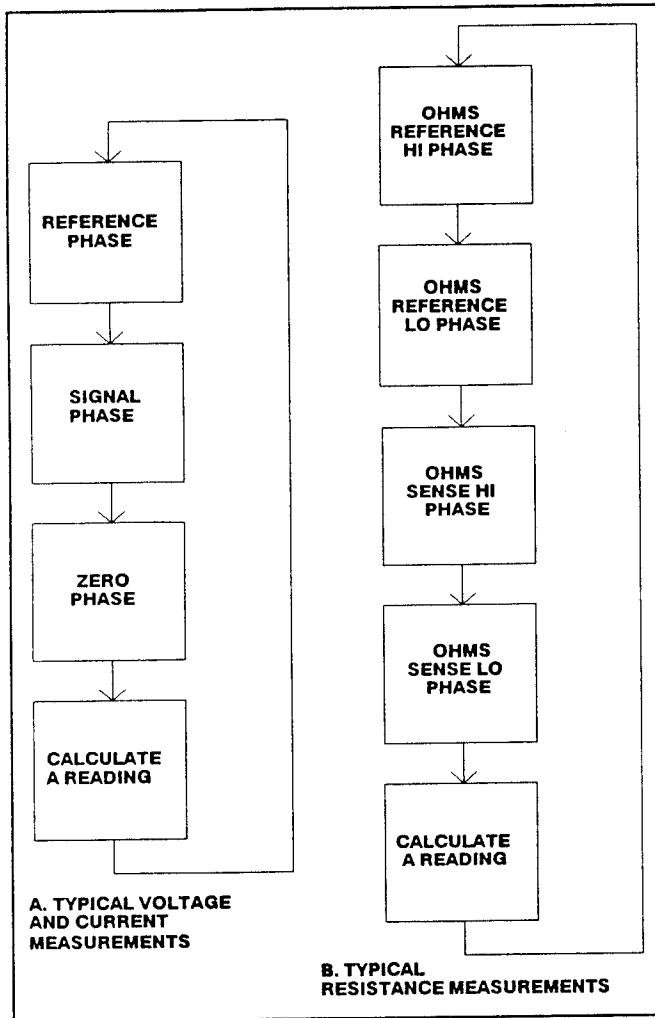 REFERENCE
PHASE
SIGNAL
PHASE
ZERO
PHASE
CALCULATE
A READING
A. TYPICAL VOLTAGE
AND CURRENT
MEASUREMENTS
OHMS
REFERENCE
HI PHASE
OHMS
REFERENCE
LO PHASE
OHMS
SENSE HI
PHASE
OHMS
SENSE LO
PHASE
CALCULATE
A READING
B. TYPICAL
RESISTANCE MEASUREMENTS